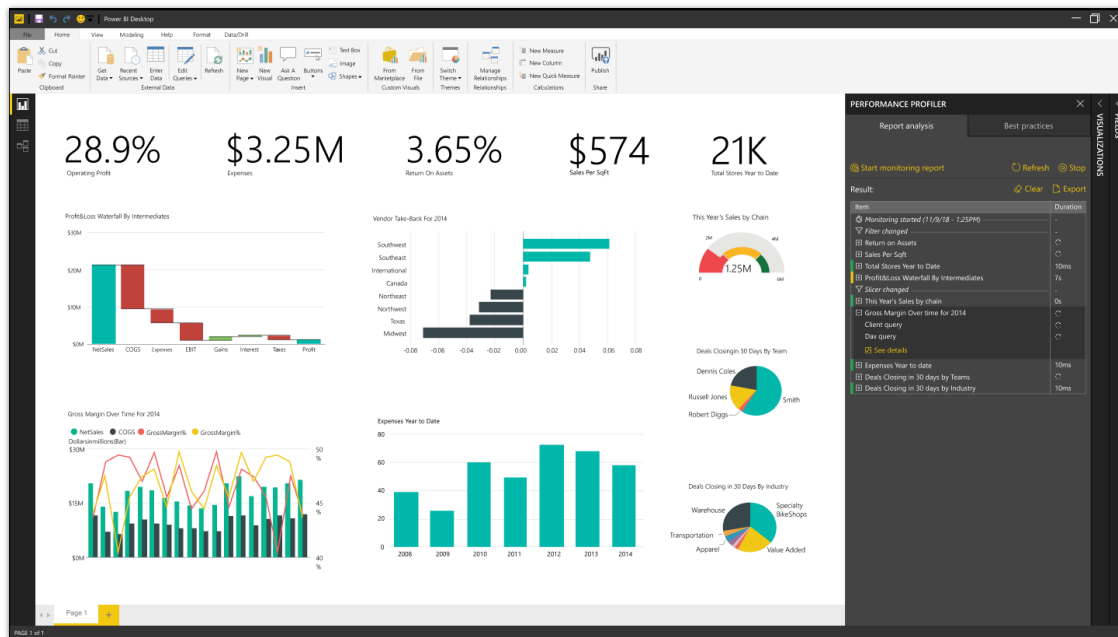 Power BI Desktop
File Home View Modeling Help Format Data/Drill
Paste
Cut
Copy
Format Painter
Clipboard
Get Data
Recent Sources
Enter Data
Edit Queries
Refresh
External Data
New Page
New Visual
Ask A Question
Buttons
Text Box
Image
Shapes
Insert
From Marketplace
From File
Custom Visuals
Switch Theme
Themes
Manage Relationships
Relationships
New Measure
New Column
New Quick Measure
Calculations
Publish
Share
28.9%
Operating Profit
$3.25M
Expenses
3.65%
Return On Assets
$574
Sales Per SqFt
21K
Total Stores Year to Date
Profit&Loss Waterfall By Intermediates
$30M
$20M
$10M
$0M
NetSales COGS Expenses EBIT Gains Interest Taxes Profit
Vendor Take-Back For 2014
Southwest
Southeast
International
Canada
Northeast
Northwest
Texas
Midwest
-0.08 -0.06 -0.04 -0.02 0.00 0.02 0.04 0.06 0.08
This Year's Sales by Chain
2M 4M
1.25M
0 6M
Deals Closingin 30 Days By Team
Dennis Coles
Russell Jones
Smith
Robert Diggs
Gross Margin Over Time For 2014
NetSales COGS GrossMargin% GrossMargin%
Dollarsinmillions(Bar)
$30M
$15M
$0M
50 %
45 %
40 %
Expenses Year to Date
80
60
40
20
0
2008 2009 2010 2011 2012 2013 2014
Deals Closing in 30 Days By Industry
Warehouse
Specialty BikeShops
Transportation
Apparel
Value Added
PERFORMANCE PROFILER
Report analysis Best practices
Start monitoring report Refresh Stop
Result: Clear Export
Item Duration
Monitoring started (11/9/18 - 1:25PM) -
Filter changed -
Return on Assets
Sales Per Sqft
Total Stores Year to Date 10ms
Profit&Loss Waterfall By Intermediates 7s
Slicer changed -
This Year's Sales by chain 0s
Gross Margin Over time for 2014
Client query
Dax query
See details
Expenses Year to date 10ms
Deals Closing in 30 days by Teams
Deals Closing in 30 days by Industry 10ms
VISUALIZATIONS
Page 1
PAGE 1 of 1